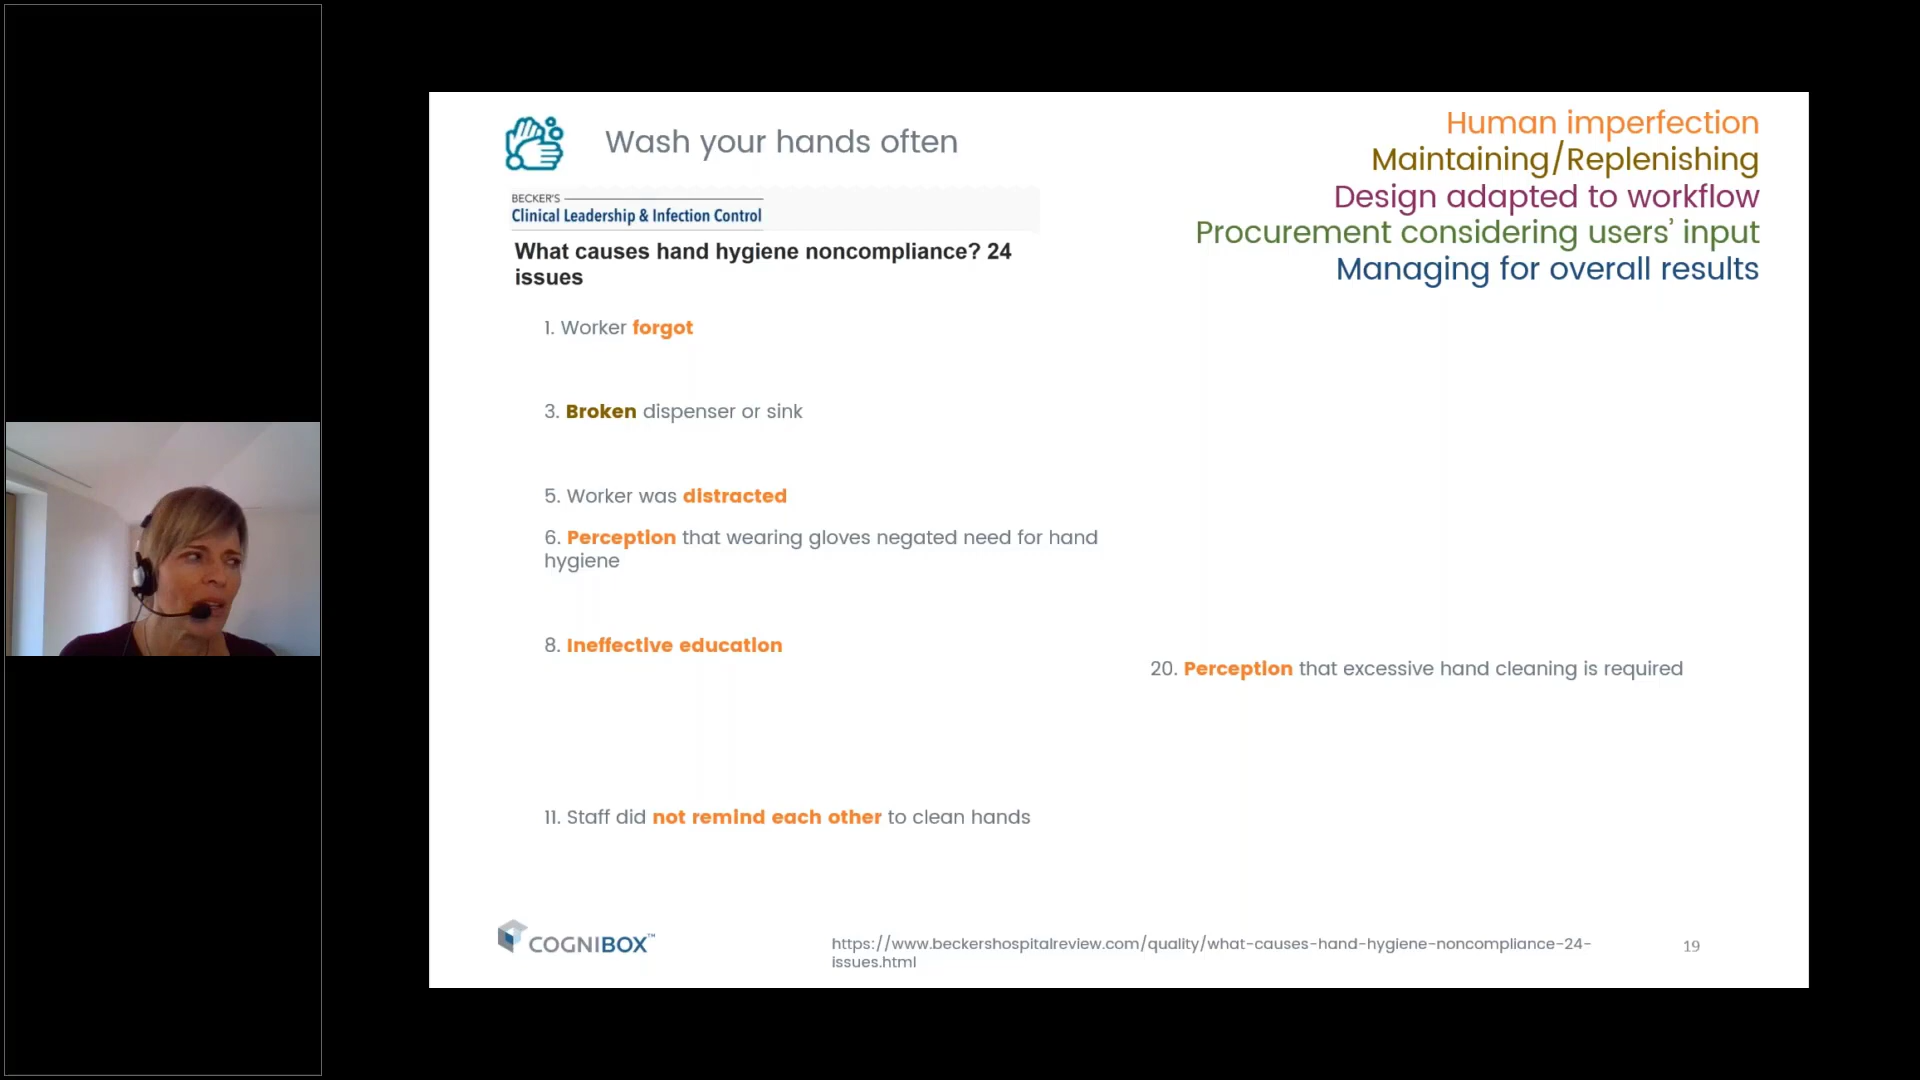 Wash your hands often
Human imperfection
Maintaining/Replenishing
Design adapted to workflow
Procurement considering users’ input
Managing for overall results
BECKER'S
Clinical Leadership & Infection Control
What causes hand hygiene noncompliance? 24
issues
1. Worker forgot
3. Broken dispenser or sink
5. Worker was distracted
6. Perception that wearing gloves negated need for hand
hygiene
8. Ineffective education
20. Perception that excessive hand cleaning is required
11. Staff did not remind each other to clean hands
COGNIBOX™
https://www.beckershospitalreview.com/quality/what-causes-hand-hygiene-noncompliance-24-
issues.html
19